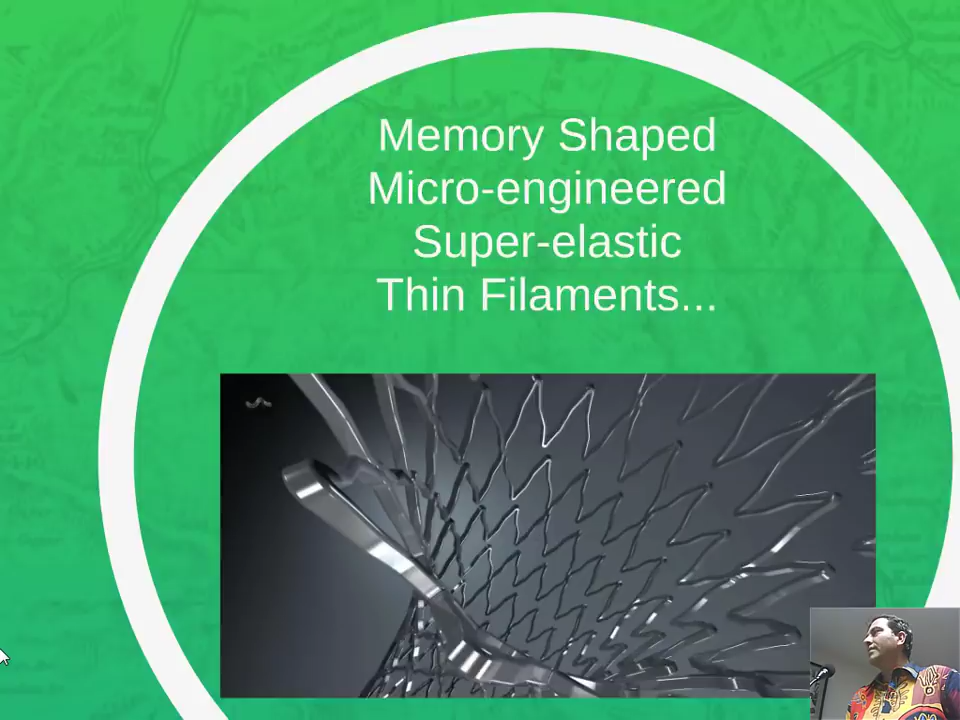 Memory Shaped
Micro-engineered
Super-elastic
Thin Filaments...